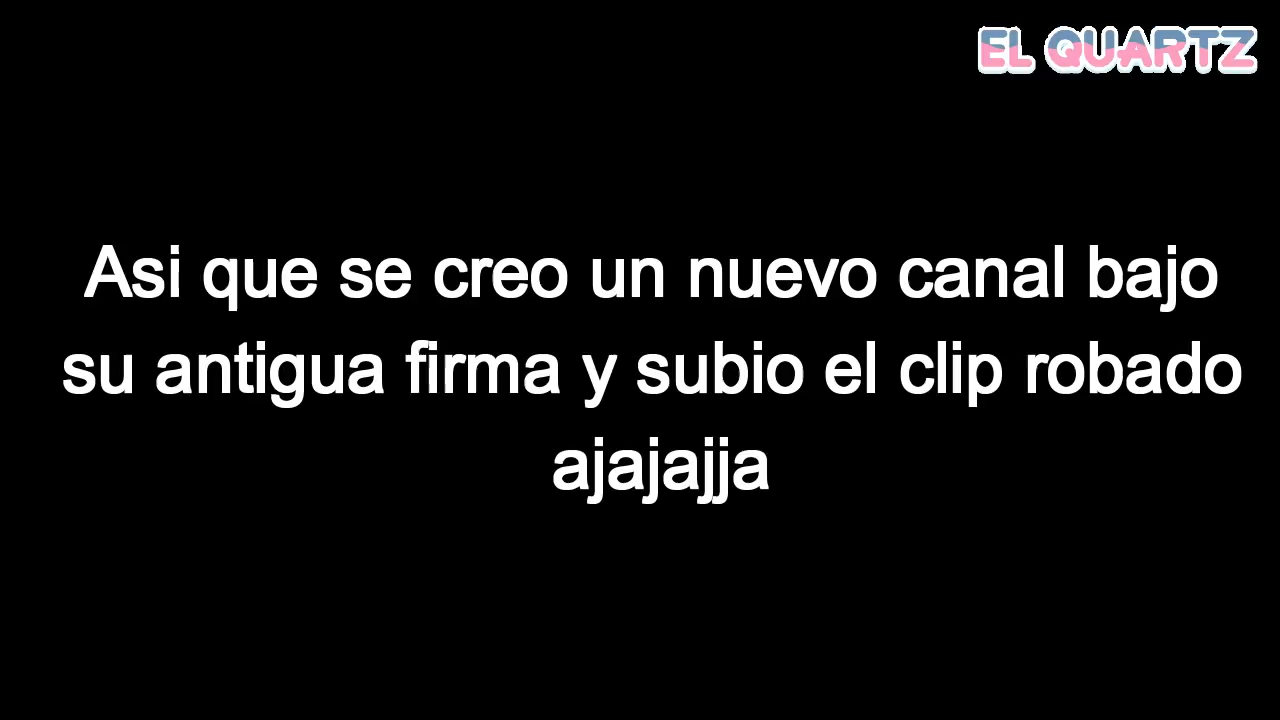 EL QUARTZ
Asi que se creo un nuevo canal bajo
su antigua firma y subio el clip robado
ajajajja